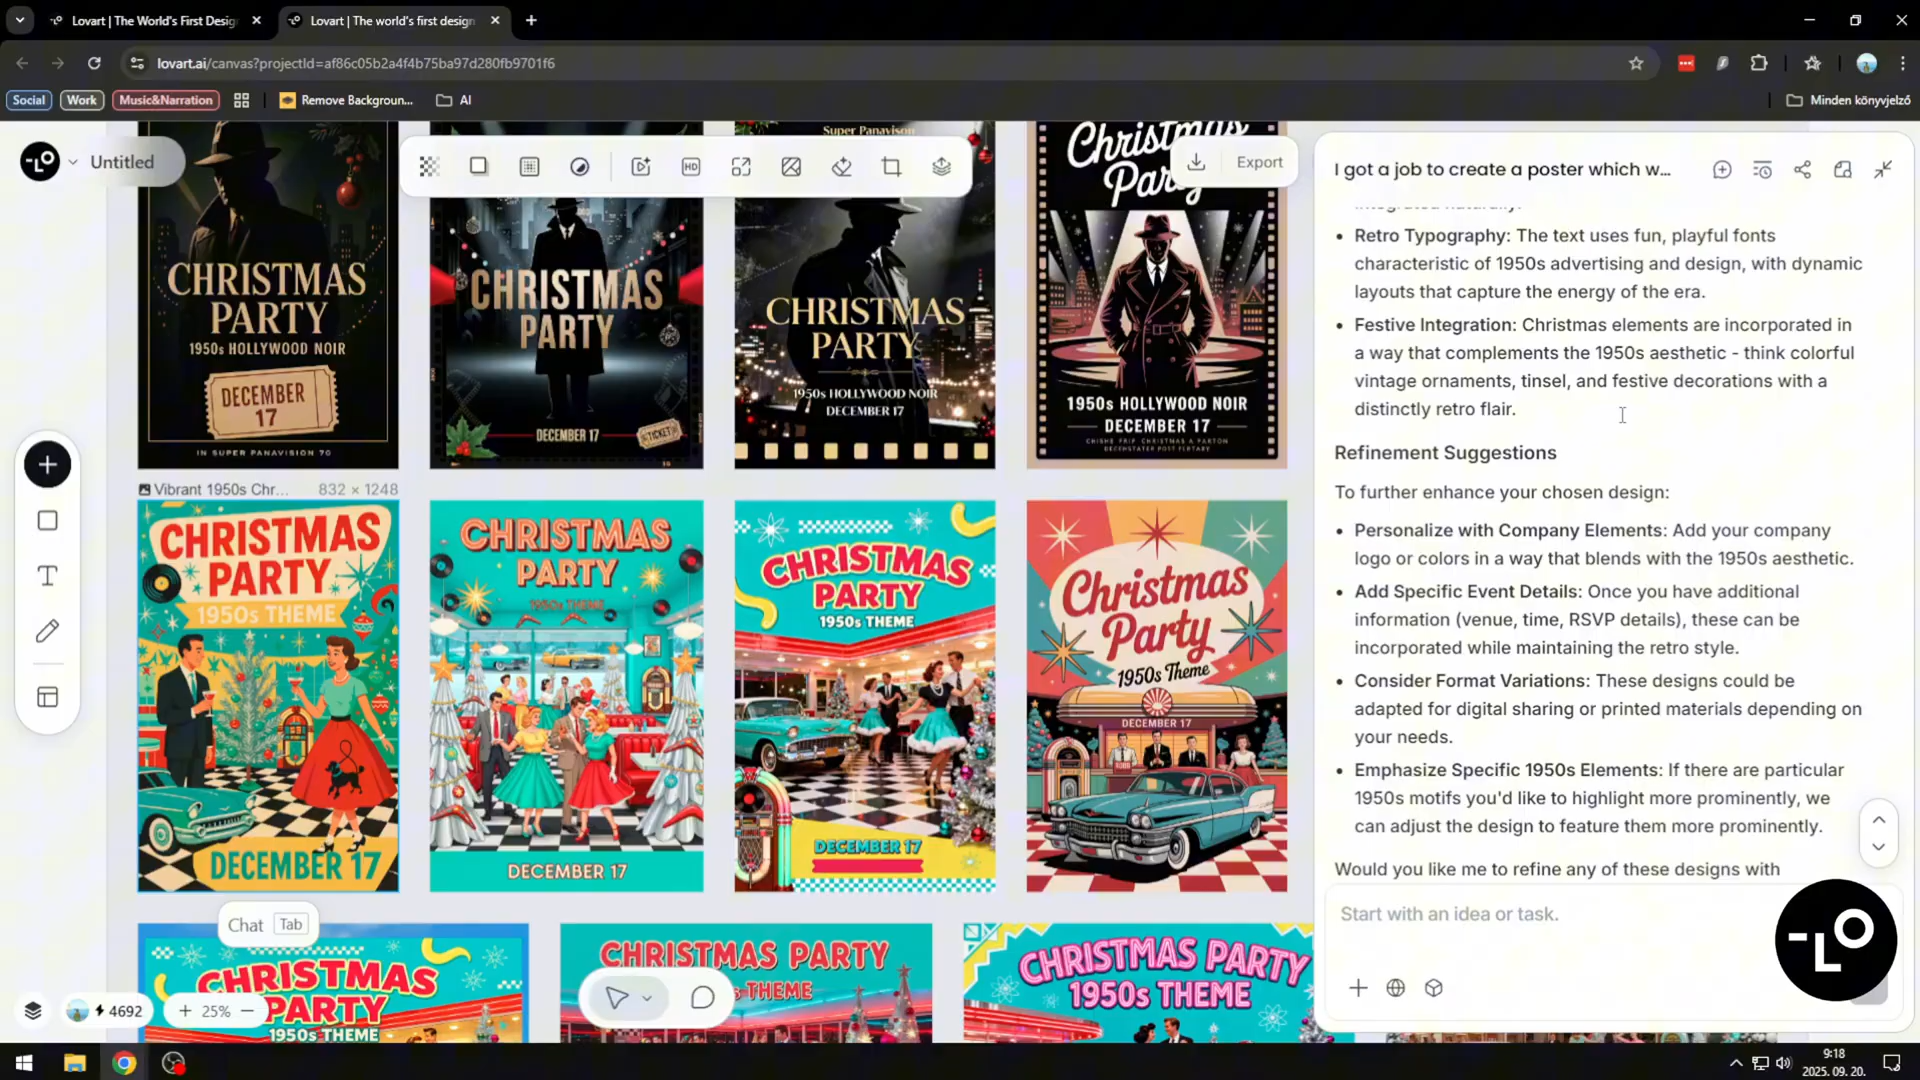 Lovart | The World's First Desig
Lovart | The world's first design
lovart.ai/canvas?projectId=af86c05b2a4f4b75ba97d280fb9701f6
Social
Work
Music&Narration
Remove Backgroun...
AI
Minden könyvjelző
Untitled
HD
Export
CHRISTMAS
PARTY
1950s HOLLYWOOD NOIR
DECEMBER
17
IN SUPER PANAVISION 70
CHRISTMAS
PARTY
DECEMBER 17
TICKET
Super Panavison
CHRISTMAS
PARTY
1950s HOLLYWOOD NOIR
DECEMBER 17
Christmas
Party
1950s HOLLYWOOD NOIR
DECEMBER 17
Vibrant 1950s Chr...
832 × 1248
CHRISTMAS
PARTY
1950s THEME
DECEMBER 17
CHRISTMAS
PARTY
1950s THEME
DECEMBER 17
CHRISTMAS
PARTY
1950s THEME
DECEMBER 17
Christmas
Party
1950s Theme
DECEMBER 17
CHRISTMAS
PARTY
1950s THEME
CHRISTMAS PARTY
THEME
CHRISTMAS PARTY
1950s THEME
Chat
Tab
4692
25%
I got a job to create a poster which w...
integrated naturally.
• Retro Typography: The text uses fun, playful fonts
characteristic of 1950s advertising and design, with dynamic
layouts that capture the energy of the era.
• Festive Integration: Christmas elements are incorporated in
a way that complements the 1950s aesthetic - think colorful
vintage ornaments, tinsel, and festive decorations with a
distinctly retro flair.
Refinement Suggestions
To further enhance your chosen design:
• Personalize with Company Elements: Add your company
logo or colors in a way that blends with the 1950s aesthetic.
• Add Specific Event Details: Once you have additional
information (venue, time, RSVP details), these can be
incorporated while maintaining the retro style.
• Consider Format Variations: These designs could be
adapted for digital sharing or printed materials depending on
your needs.
• Emphasize Specific 1950s Elements: If there are particular
1950s motifs you'd like to highlight more prominently, we
can adjust the design to feature them more prominently.
Would you like me to refine any of these designs with
Start with an idea or task.
9:18
2025. 09. 20.